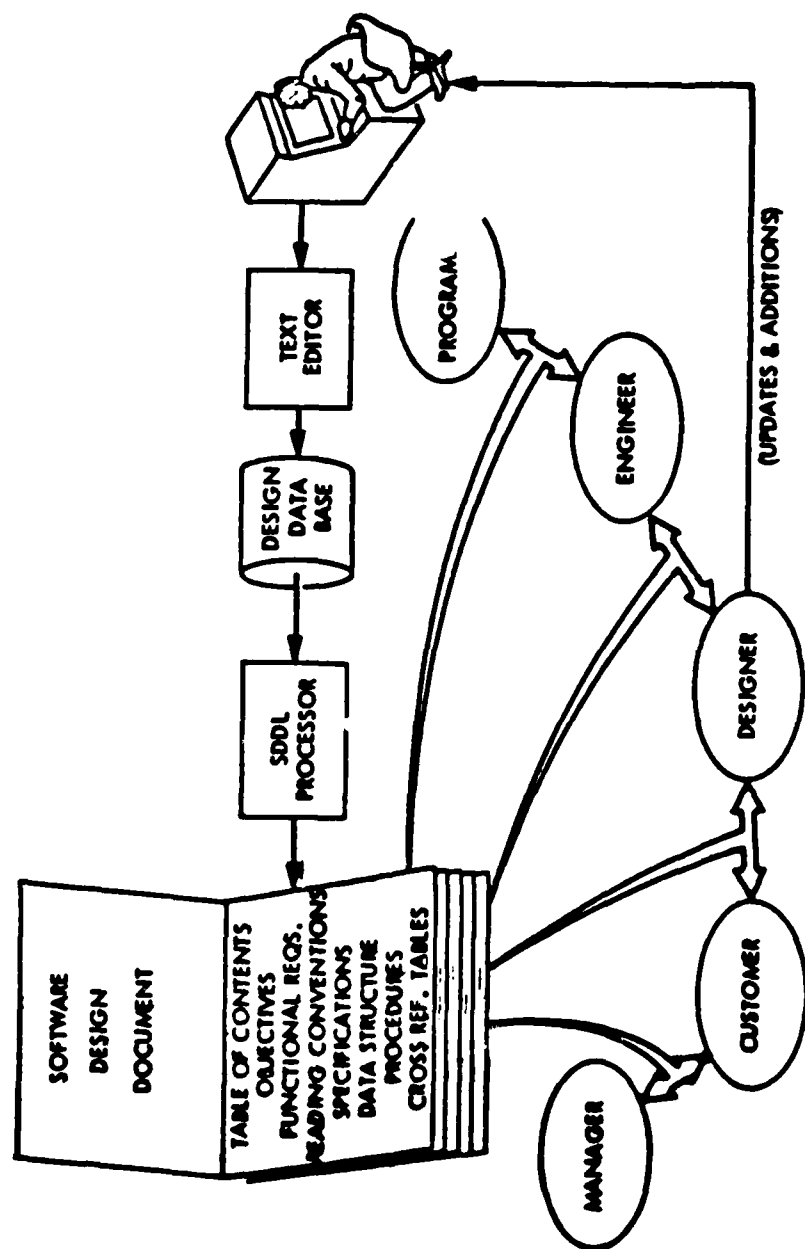 SOFTWARE
DESIGN
DOCUMENT
TABLE OF CONTENTS
OBJECTIVES
FUNCTIONAL REQS.
READING CONVENTIONS
SPECIFICATIONS
DATA STRUCTURE
PROCEDURES
CROSS REF. TABLES
SDDL
PROCESSOR
DESIGN
DATA
BASE
TEXT
EDITOR
MANAGER
CUSTOMER
DESIGNER
ENGINEER
PROGRAM
(UPDATES & ADDITIONS)